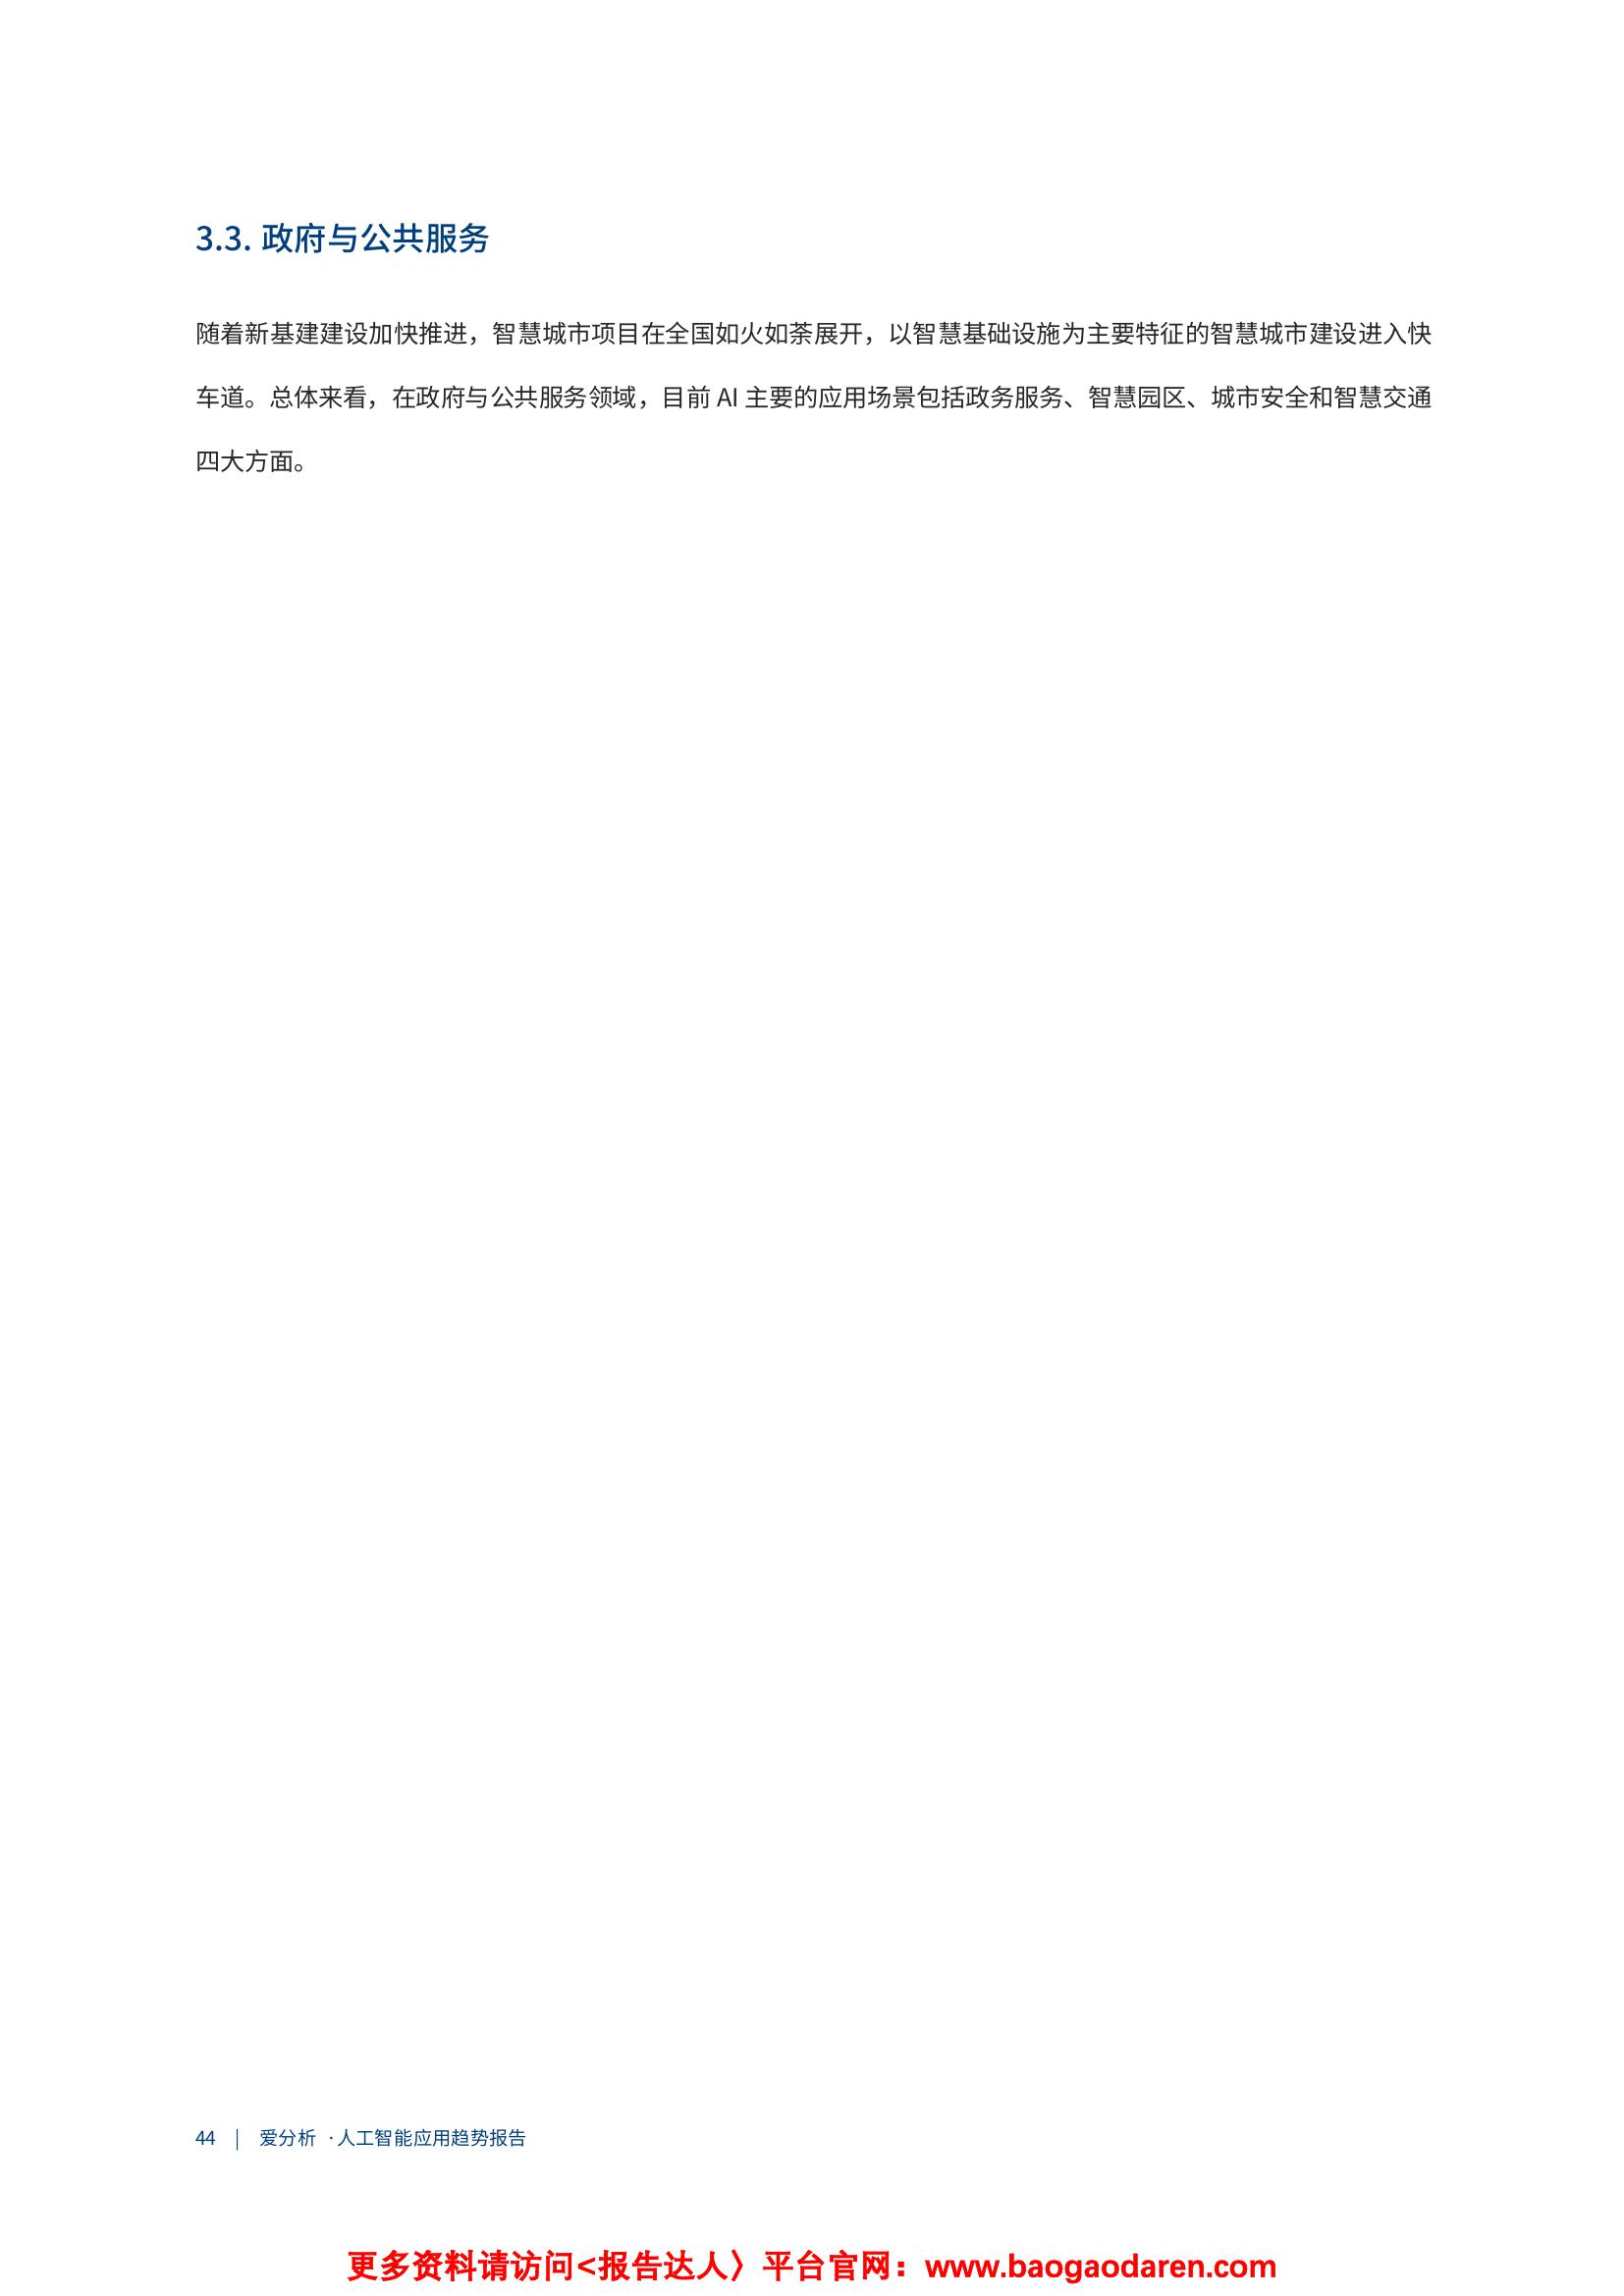 3.3. 政府与公共服务
随着新基建建设加快推进，智慧城市项目在全国如火如荼展开，以智慧基础设施为主要特征的智慧城市建设进入快
车道。总体来看，在政府与公共服务领域，目前 AI 主要的应用场景包括政务服务、智慧园区、城市安全和智慧交通
四大方面。
44 | 爱分析 ·人工智能应用趋势报告
更多资料请访问<报告达人〉平台官网：www.baogaodaren.com